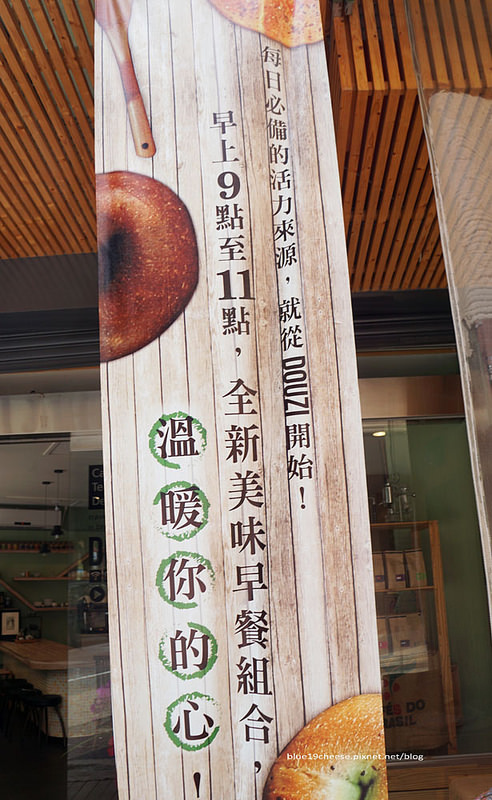 每日必備的活力來源，就從DOUZI開始！
早上9點至11點，全新美味早餐組合，
溫暖你的心！
blue19cheese.pixnet.net/blog